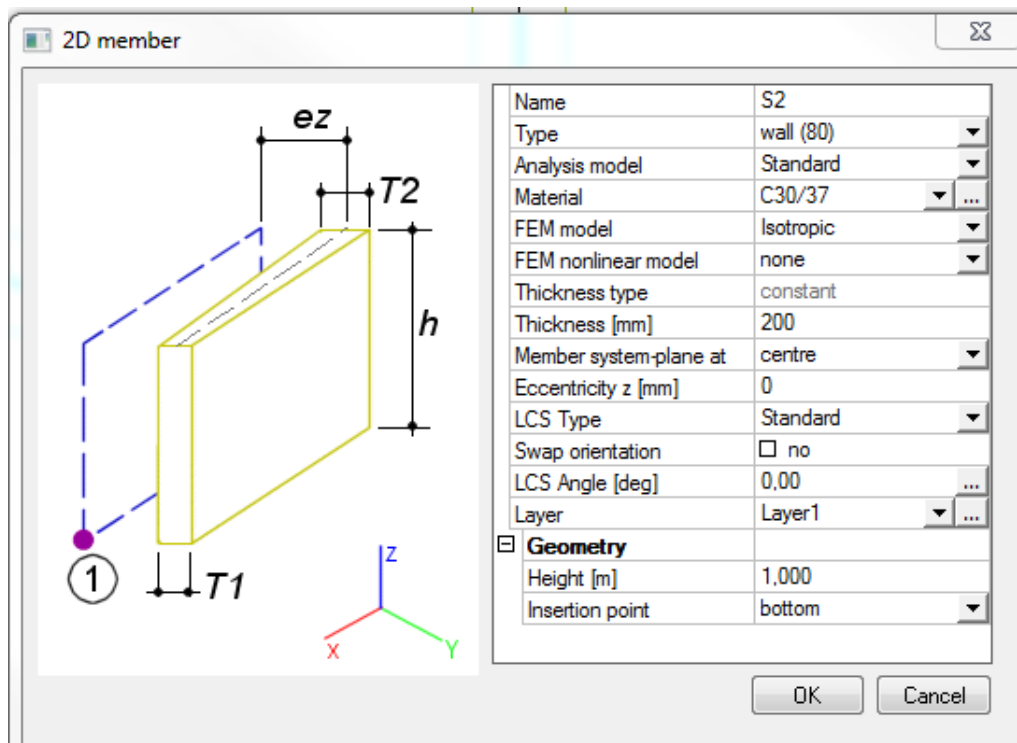 2D member
ez
T2
h
1
T1
z
x
Y
Name S2
Type wall (80)
Analysis model Standard
Material C30/37 ...
FEM model Isotropic
FEM nonlinear model none
Thickness type constant
Thickness [mm] 200
Member system-plane at centre
Eccentricity z [mm] 0
LCS Type Standard
Swap orientation no
LCS Angle [deg] 0,00 ...
Layer Layer1 ...
Geometry
Height [m] 1,000
Insertion point bottom
OK Cancel